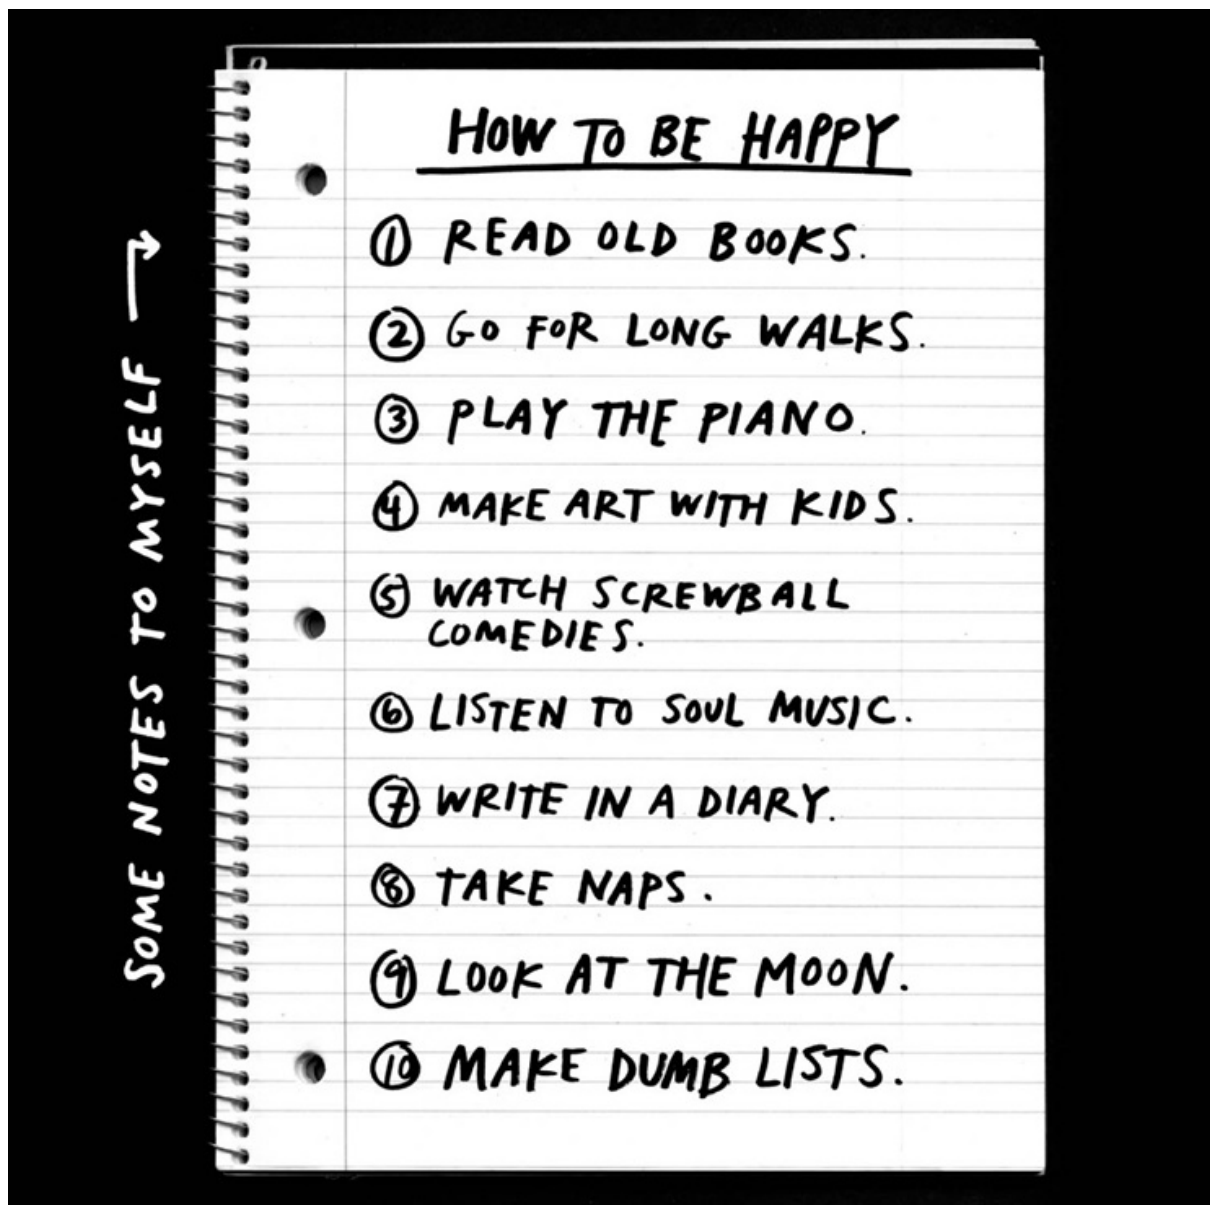 SOME NOTES TO MYSELF →
HOW TO BE HAPPY
① READ OLD BOOKS.
② GO FOR LONG WALKS.
③ PLAY THE PIANO.
④ MAKE ART WITH KIDS.
⑤ WATCH SCREWBALL
COMEDIES.
⑥ LISTEN TO SOUL MUSIC.
⑦ WRITE IN A DIARY.
⑧ TAKE NAPS.
⑨ LOOK AT THE MOON.
⑩ MAKE DUMB LISTS.